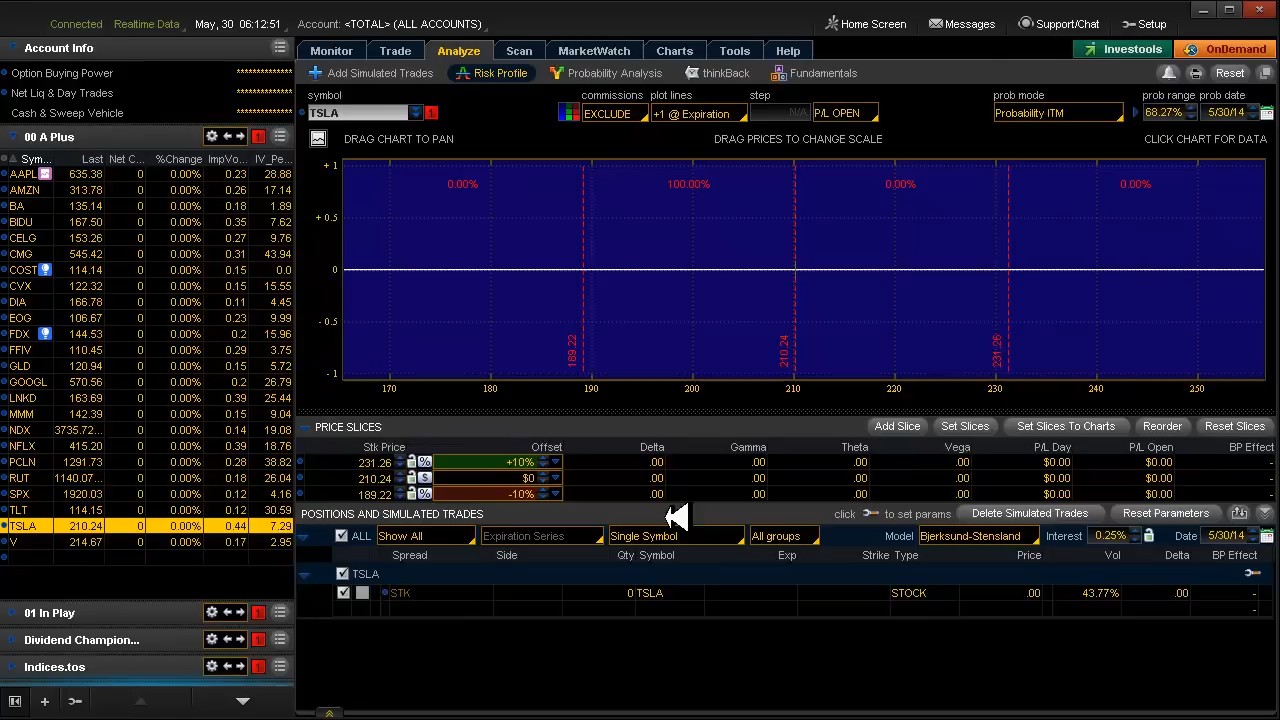 Connected Realtime Data May, 30 06:12:51 Account: <TOTAL> (ALL ACCOUNTS) Home Screen Messages Support/Chat Setup
Account Info
Option Buying Power *************
Net Liq & Day Trades *************
Cash & Sweep Vehicle *************
00 A Plus 1
Sym... Last Net C... %Change ImpVo... IV_Pe...
AAPL 635.38 0 0.00% 0.23 28.88
AMZN 313.78 0 0.00% 0.26 17.14
BA 135.14 0 0.00% 0.18 1.89
BIDU 167.50 0 0.00% 0.35 7.62
CELG 153.26 0 0.00% 0.27 9.76
CMG 545.42 0 0.00% 0.31 43.94
COST 114.14 0 0.00% 0.15 0.0
CVX 122.32 0 0.00% 0.15 15.55
DIA 166.78 0 0.00% 0.11 4.45
EOG 106.67 0 0.00% 0.23 9.99
FDX 144.53 0 0.00% 0.2 15.96
FFIV 110.45 0 0.00% 0.29 3.75
GLD 120.94 0 0.00% 0.15 5.72
GOOGL 570.56 0 0.00% 0.2 26.79
LNKD 163.69 0 0.00% 0.39 25.44
MMM 142.39 0 0.00% 0.15 9.04
NDX 3735.72... 0 0.00% 0.14 19.08
NFLX 415.20 0 0.00% 0.39 18.76
PCLN 1291.73 0 0.00% 0.28 38.82
RUT 1140.07... 0 0.00% 0.18 26.04
SPX 1920.03 0 0.00% 0.12 4.16
TLT 114.15 0 0.00% 0.12 30.59
TSLA 210.24 0 0.00% 0.44 7.29
V 214.67 0 0.00% 0.17 2.95
01 In Play 1
Dividend Champion... 1
Indices.tos 1
Monitor Trade Analyze Scan MarketWatch Charts Tools Help Investools OnDemand
Add Simulated Trades Risk Profile Probability Analysis thinkBack Fundamentals Reset
symbol commissions plot lines step prob mode prob range prob date
TSLA 1 EXCLUDE +1 @ Expiration N/A P/L OPEN Probability ITM 68.27% 5/30/14
DRAG CHART TO PAN DRAG PRICES TO CHANGE SCALE CLICK CHART FOR DATA
+ 1
0.00% 100.00% 0.00% 0.00%
+ 0.5
0
- 0.5
189.22 210.24 231.26
- 1
170 180 190 200 210 220 230 240 250
PRICE SLICES Add Slice Set Slices Set Slices To Charts Reorder Reset Slices
Stk Price Offset Delta Gamma Theta Vega P/L Day P/L Open BP Effect
231.26 % +10% .00 .00 .00 .00 $0.00 $0.00 -
210.24 $ $0 .00 .00 .00 .00 $0.00 $0.00 -
189.22 % -10% .00 .00 .00 .00 $0.00 $0.00 -
POSITIONS AND SIMULATED TRADES click to set params Delete Simulated Trades Reset Parameters
ALL Show All Expiration Series Single Symbol All groups Model Bjerksund-Stensland Interest 0.25% Date 5/30/14
Spread Side Qty Symbol Exp Strike Type Price Vol Delta BP Effect
TSLA
STK 0 TSLA STOCK .00 43.77% .00 -
-